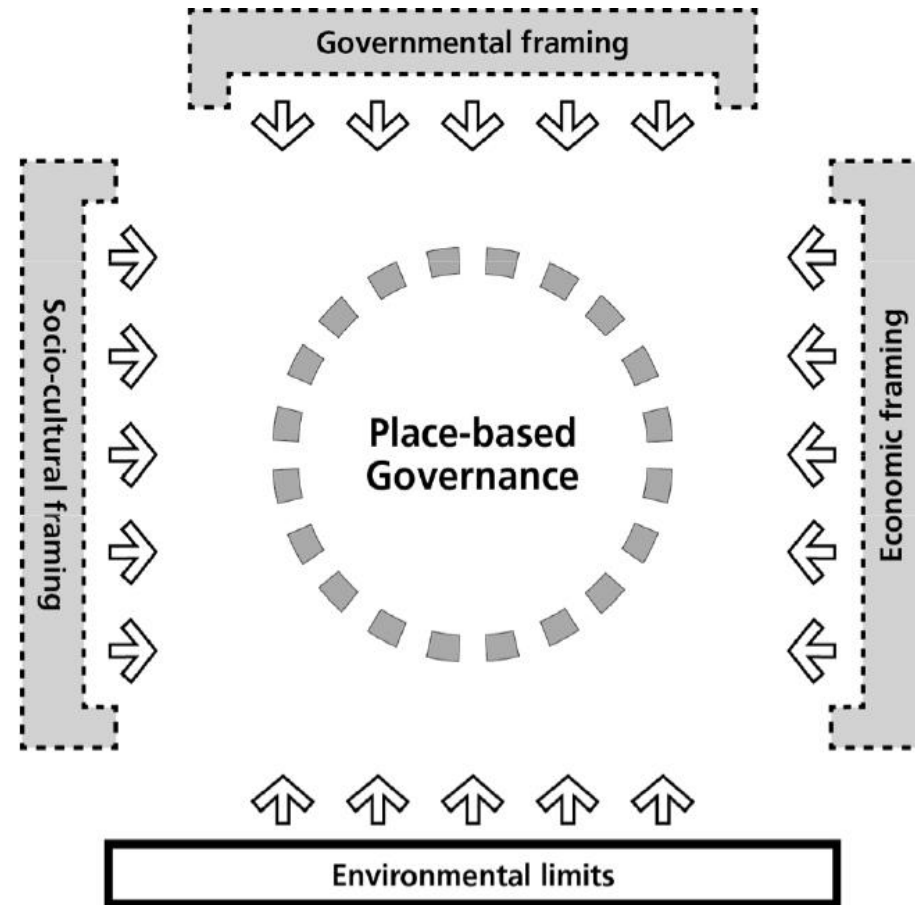 Governmental framing
Socio-cultural framing
Place-based
Governance
Economic framing
Environmental limits